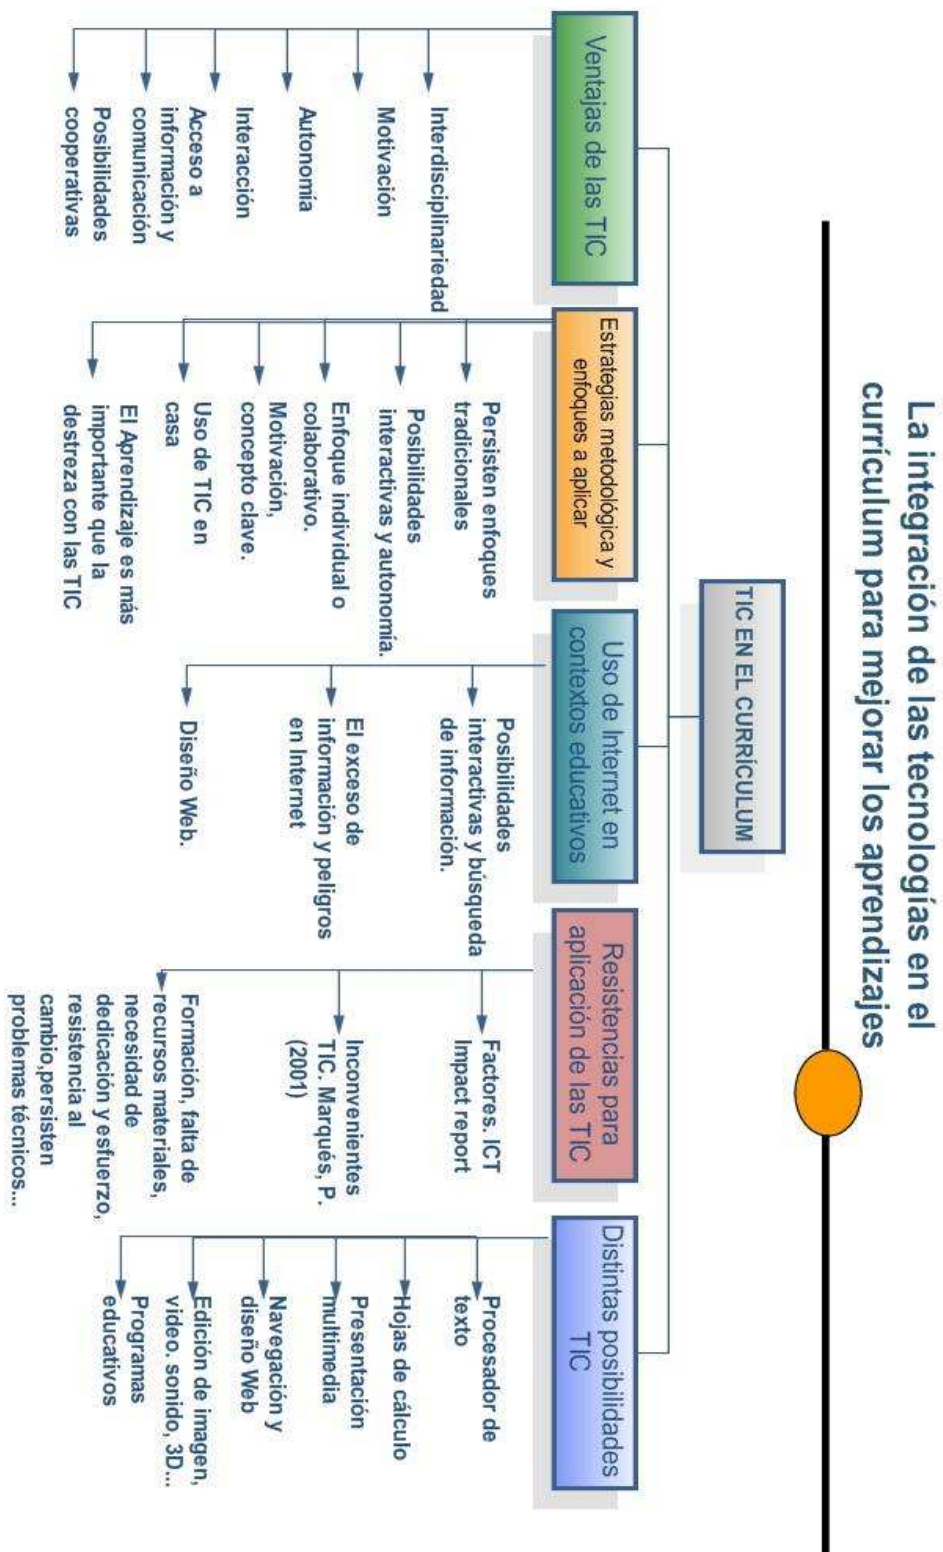 La integración de las tecnologías en el
currículum para mejorar los aprendizajes
TIC EN EL CURRÍCULUM
Ventajas de las TIC
Interdisciplinariedad
Motivación
Autonomía
Interacción
Acceso a
información y
comunicación
Posibilidades
cooperativas
Estrategias metodológica y
enfoques a aplicar
Persisten enfoques
tradicionales
Posibilidades
interactivas y autonomía.
Enfoque individual o
colaborativo.
Motivación,
concepto clave.
Uso de TIC en
casa
El Aprendizaje es más
importante que la
destreza con las TIC
Uso de Internet en
contextos educativos
Posibilidades
interactivas y búsqueda
de información.
El exceso de
información y peligros
en Internet
Diseño Web.
Resistencias para
aplicación de las TIC
Factores. ICT
Impact report
Inconvenientes
TIC. Marqués, P.
(2001)
Formación, falta de
recursos materiales,
necesidad de
dedicación y esfuerzo,
resistencia al
cambio,persisten
problemas técnicos...
Distintas posibilidades
TIC
Procesador de
texto
Hojas de cálculo
Presentación
multimedia
Navegación y
diseño Web
Edición de imagen,
video. sonido, 3D...
Programas
educativos